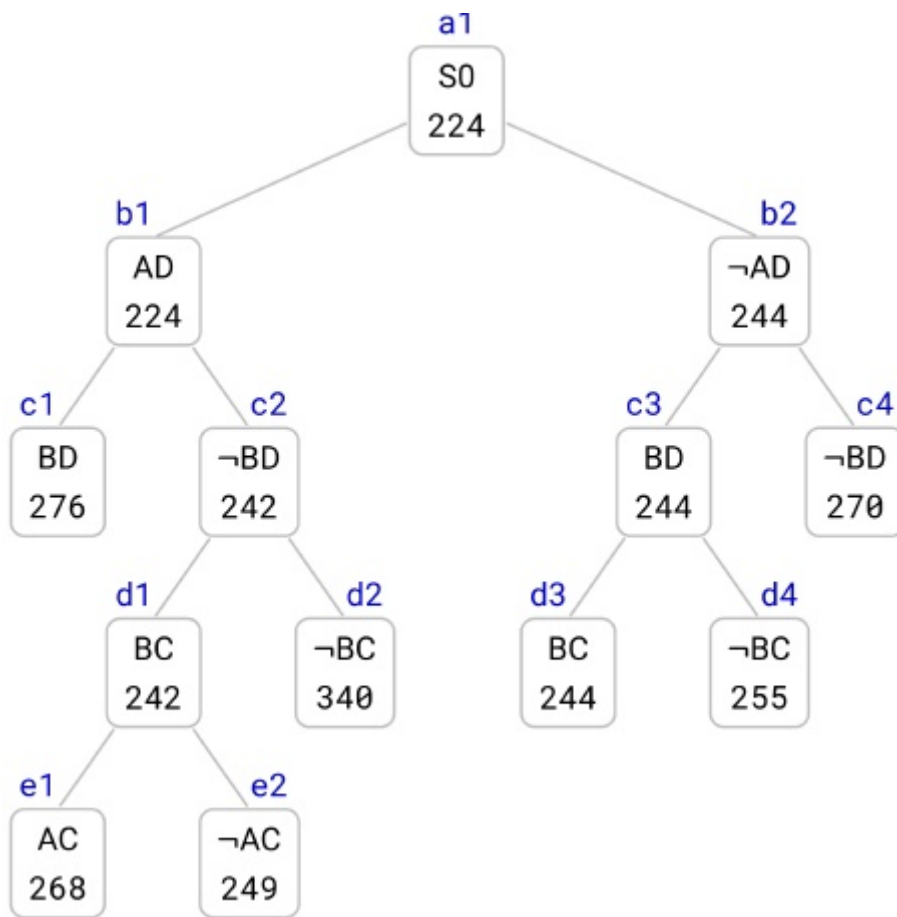 a1
S0
224
b1 b2
AD ¬AD
224 244
c1 c2 c3 c4
BD ¬BD BD ¬BD
276 242 244 270
d1 d2 d3 d4
BC ¬BC BC ¬BC
242 340 244 255
e1 e2
AC ¬AC
268 249